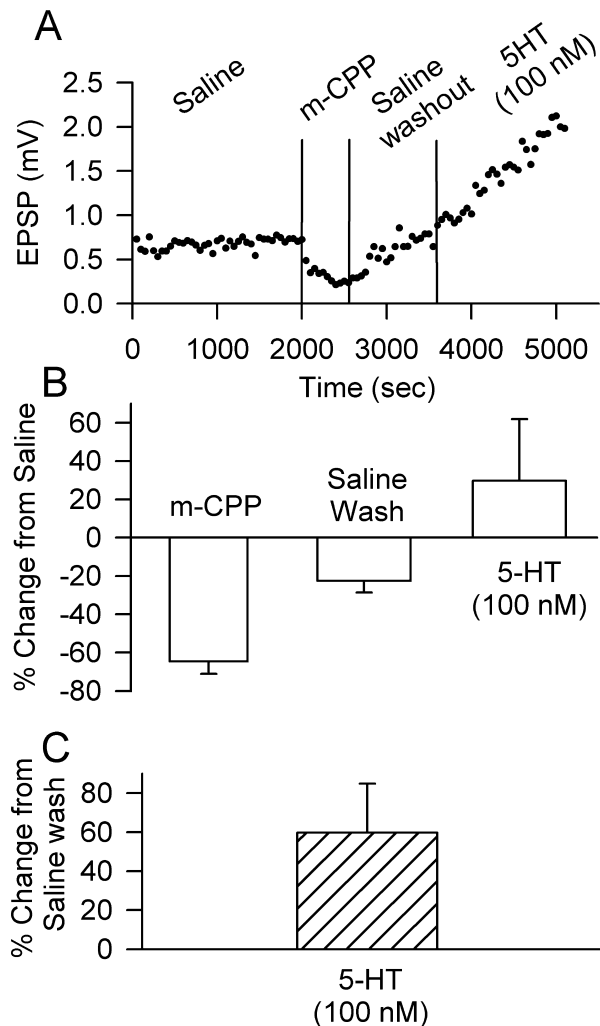 A
Saline
m-CPP
Saline
washout
5HT
(100 nM)
EPSP (mV)
2.5
2.0
1.5
1.0
0.5
0.0
0 1000 2000 3000 4000 5000
Time (sec)
B
% Change from Saline
60
40
20
0
-20
-40
-60
-80
m-CPP
Saline
Wash
5-HT
(100 nM)
C
% Change from
Saline wash
80
60
40
20
0
5-HT
(100 nM)